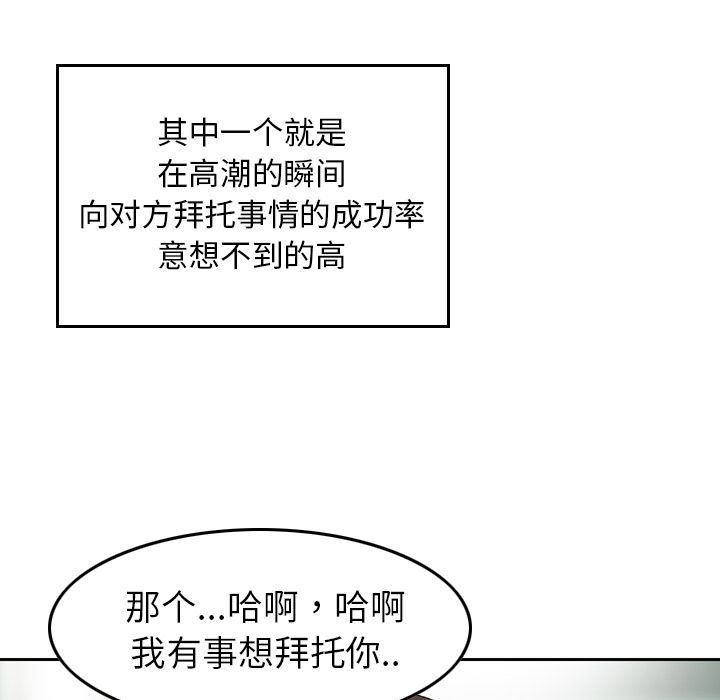 其中一个就是
在高潮的瞬间
向对方拜托事情的成功率
意想不到的高
那个...哈啊，哈啊
我有事想拜托你..